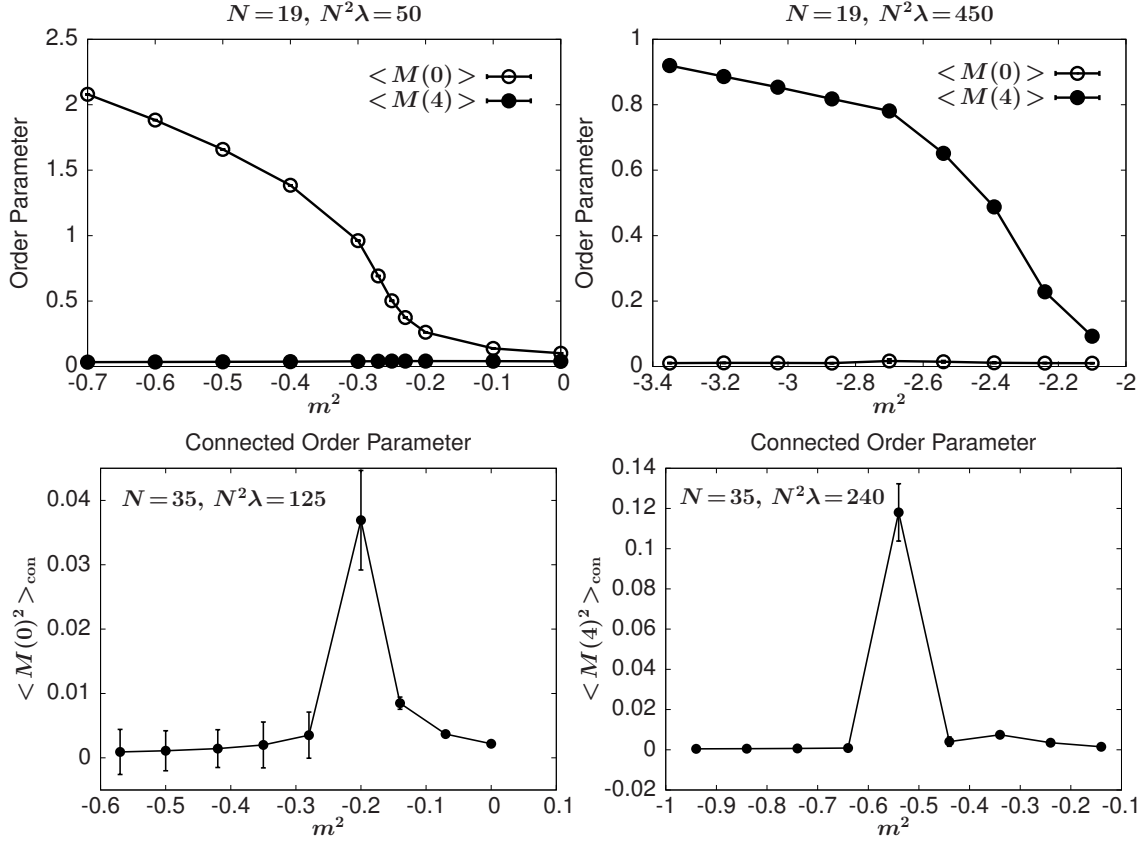 N = 19, N²λ = 50
Order Parameter
2.5
2
1.5
1
0.5
0
< M(0) >
< M(4) >
-0.7 -0.6 -0.5 -0.4 -0.3 -0.2 -0.1 0
m²
N = 19, N²λ = 450
Order Parameter
1
0.8
0.6
0.4
0.2
0
< M(0) >
< M(4) >
-3.4 -3.2 -3 -2.8 -2.6 -2.4 -2.2 -2
m²
Connected Order Parameter
< M(0)² >con
0.04
0.03
0.02
0.01
0
N = 35, N²λ = 125
-0.6 -0.5 -0.4 -0.3 -0.2 -0.1 0 0.1
m²
Connected Order Parameter
< M(4)² >con
0.14
0.12
0.1
0.08
0.06
0.04
0.02
0
-0.02
N = 35, N²λ = 240
-1 -0.9 -0.8 -0.7 -0.6 -0.5 -0.4 -0.3 -0.2 -0.1
m²